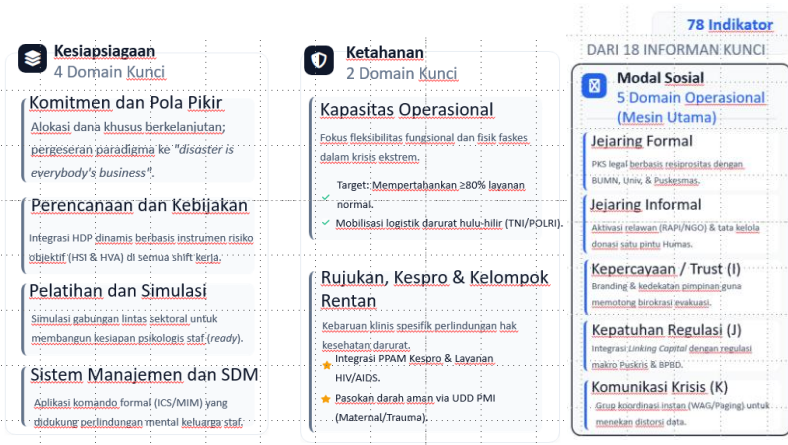 Kesiapsiagaan
4 Domain Kunci
Komitmen dan Pola Pikir
Alokasi dana khusus berkelanjutan;
pergeseran paradigma ke "disaster is
everybody's business".
Perencanaan dan Kebijakan
Integrasi HDP dinamis berbasis instrumen risiko
objektif (HSI & HVA) di semua shift kerja.
Pelatihan dan Simulasi
Simulasi gabungan lintas sektoral untuk
membangun kesiapan psikologis staf (ready).
Sistem Manajemen dan SDM
Aplikasi komando formal (ICS/MIM) yang
didukung perlindungan mental keluarga staf.
Ketahanan
2 Domain Kunci
Kapasitas Operasional
Fokus fleksibilitas fungsional dan fisik faskes
dalam krisis ekstrem.
Target: Mempertahankan ≥80% layanan
normal.
Mobilisasi logistik darurat hulu-hilir (TNI/POLRI).
Rujukan, Kespro & Kelompok
Rentan
Kebaruan klinis spesifik perlindungan hak
kesehatan darurat.
Integrasi PPAM Kespro & Layanan
HIV/AIDS.
Pasokan darah aman via UDD PMI
(Maternal/Trauma).
78 Indikator
DARI 18 INFORMAN KUNCI
Modal Sosial
5 Domain Operasional
(Mesin Utama)
Jejaring Formal
PKS legal berbasis resiprositas dengan
BUMN, Univ, & Puskesmas.
Jejaring Informal
Aktivasi relawan (RAPI/NGO) & tata kelola
donasi satu pintu Humas.
Kepercayaan / Trust (I)
Branding & kedekatan pimpinan guna
memotong birokrasi evakuasi.
Kepatuhan Regulasi (J)
Integrasi Linking Capital dengan regulasi
makro Puskris & BPBD.
Komunikasi Krisis (K)
Grup koordinasi instan (WAG/Paging) untuk
menekan distorsi data.